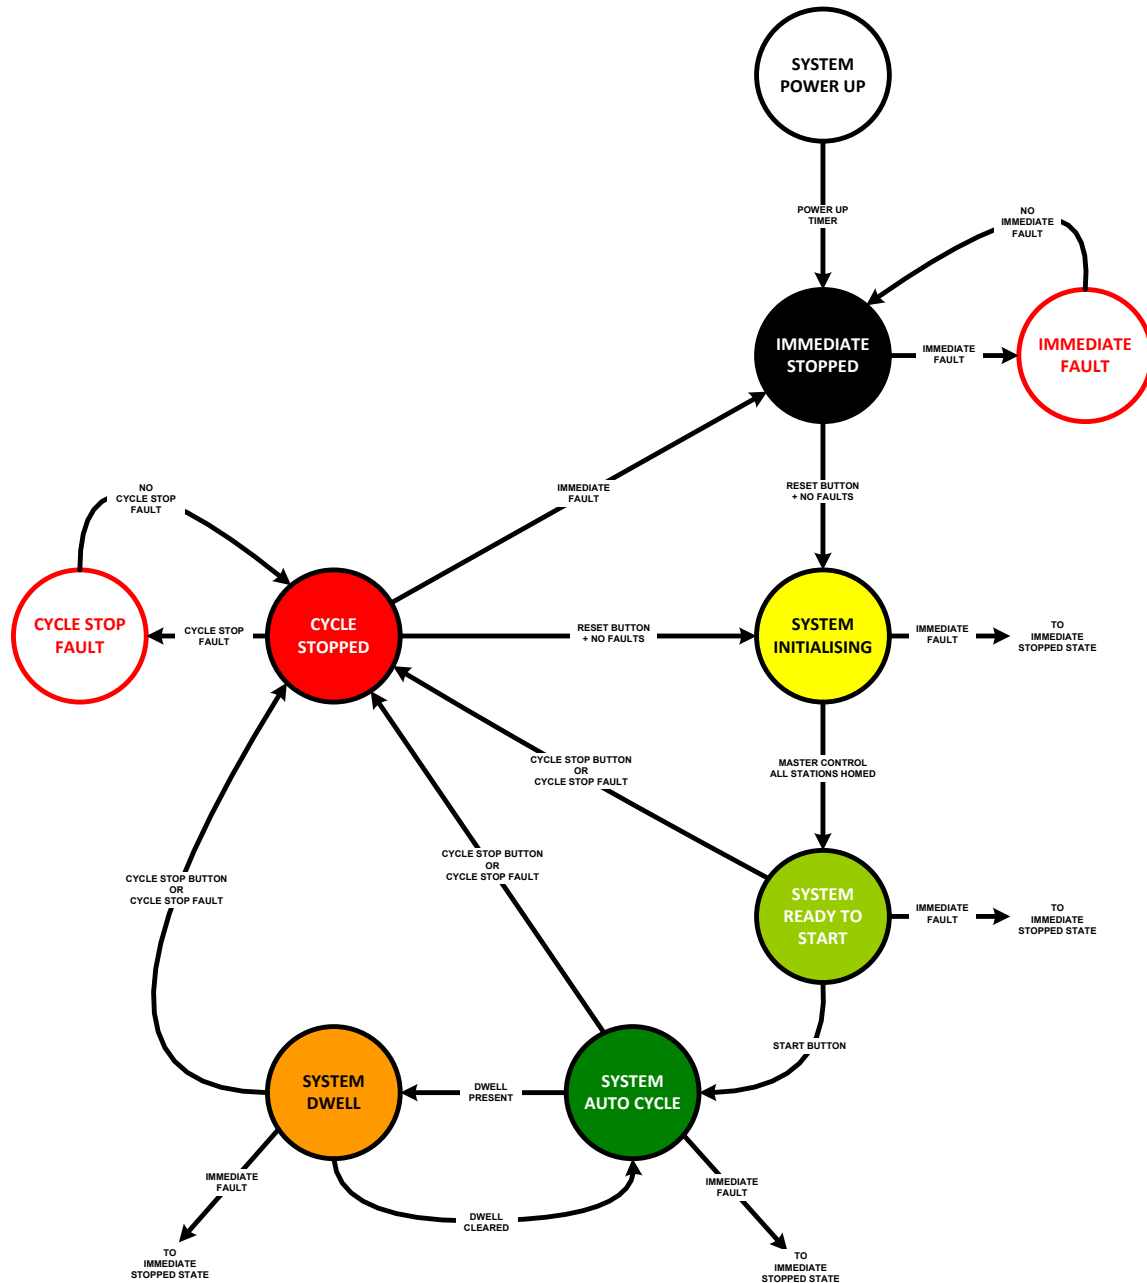 SYSTEM
POWER UP
POWER UP
TIMER
NO
IMMEDIATE
FAULT
IMMEDIATE
STOPPED
IMMEDIATE
FAULT
IMMEDIATE
FAULT
IMMEDIATE
FAULT
RESET BUTTON
+ NO FAULTS
NO
CYCLE STOP
FAULT
CYCLE STOP
FAULT
CYCLE STOP
FAULT
CYCLE
STOPPED
RESET BUTTON
+ NO FAULTS
SYSTEM
INITIALISING
IMMEDIATE
FAULT
TO
IMMEDIATE
STOPPED STATE
CYCLE STOP BUTTON
OR
CYCLE STOP FAULT
MASTER CONTROL
ALL STATIONS HOMED
CYCLE STOP BUTTON
OR
CYCLE STOP FAULT
CYCLE STOP BUTTON
OR
CYCLE STOP FAULT
SYSTEM
READY TO
START
IMMEDIATE
FAULT
TO
IMMEDIATE
STOPPED STATE
START BUTTON
SYSTEM
DWELL
DWELL
PRESENT
SYSTEM
AUTO CYCLE
IMMEDIATE
FAULT
IMMEDIATE
FAULT
DWELL
CLEARED
TO
IMMEDIATE
STOPPED STATE
TO
IMMEDIATE
STOPPED STATE